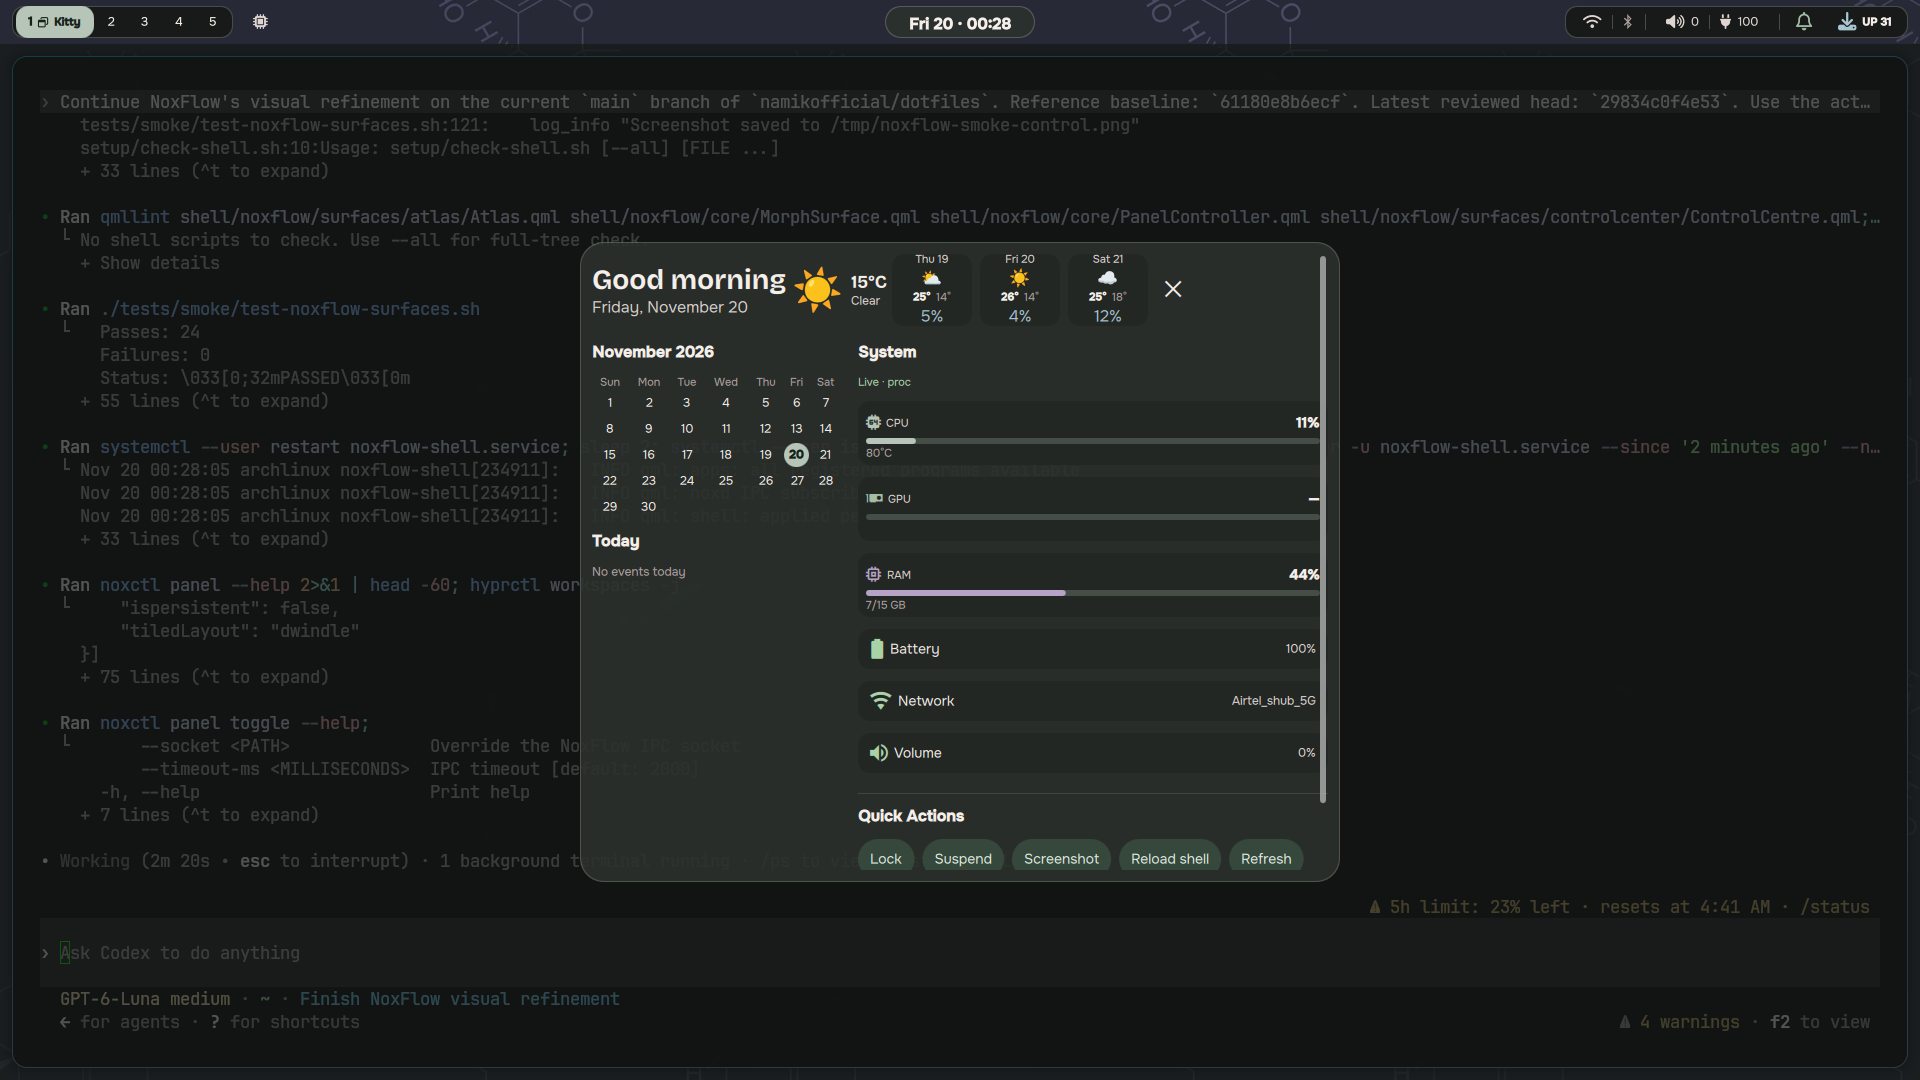 1 Kitty 2 3 4 5
Fri 20 · 00:28
0 100 UP 31
› Continue NoxFlow's visual refinement on the current `main` branch of `namikofficial/dotfiles`. Reference baseline: `61180e8b6ecf`. Latest reviewed head: `29834c0f4e53`. Use the act…
tests/smoke/test-noxflow-surfaces.sh:121:    log_info "Screenshot saved to /tmp/noxflow-smoke-control.png"
setup/check-shell.sh:10:Usage: setup/check-shell.sh [--all] [FILE ...]
+ 33 lines (^t to expand)
• Ran qmllint shell/noxflow/surfaces/atlas/Atlas.qml shell/noxflow/core/MorphSurface.qml shell/noxflow/core/PanelController.qml shell/noxflow/surfaces/controlcenter/ControlCentre.qml;…
└ No shell scripts to check. Use --all for full-tree check
+ Show details
• Ran ./tests/smoke/test-noxflow-surfaces.sh
└ Passes: 24
Failures: 0
Status: \033[0;32mPASSED\033[0m
+ 55 lines (^t to expand)
• Ran systemctl --user restart noxflow-shell.service; -u noxflow-shell.service --since '2 minutes ago' --n…
└ Nov 20 00:28:05 archlinux noxflow-shell[234911]:
Nov 20 00:28:05 archlinux noxflow-shell[234911]:
Nov 20 00:28:05 archlinux noxflow-shell[234911]:
+ 33 lines (^t to expand)
• Ran noxctl panel --help 2>&1 | head -60; hyprctl workspaces -j
└ "ispersistent": false,
"tiledLayout": "dwindle"
}]
+ 75 lines (^t to expand)
• Ran noxctl panel toggle --help;
└ --socket <PATH> Override the NoxFlow IPC socket
--timeout-ms <MILLISECONDS> IPC timeout [default: 2500]
-h, --help Print help
+ 7 lines (^t to expand)
• Working (2m 20s • esc to interrupt) · 1 background terminal running · /ps to
⚠ 5h limit: 23% left · resets at 4:41 AM · /status
› Ask Codex to do anything
GPT-6-Luna medium · ~ · Finish NoxFlow visual refinement
← for agents · ? for shortcuts
⚠ 4 warnings · f2 to view
Good morning
Friday, November 20
15°C
Clear
Thu 19
25° 14°
5%
Fri 20
26° 14°
4%
Sat 21
25° 18°
12%
November 2026
Sun Mon Tue Wed Thu Fri Sat
1 2 3 4 5 6 7
8 9 10 11 12 13 14
15 16 17 18 19 20 21
22 23 24 25 26 27 28
29 30
Today
No events today
System
Live · proc
CPU 11%
80°C
GPU —
RAM 44%
7/15 GB
Battery 100%
Network Airtel_shub_5G
Volume 0%
Quick Actions
Lock Suspend Screenshot Reload shell Refresh